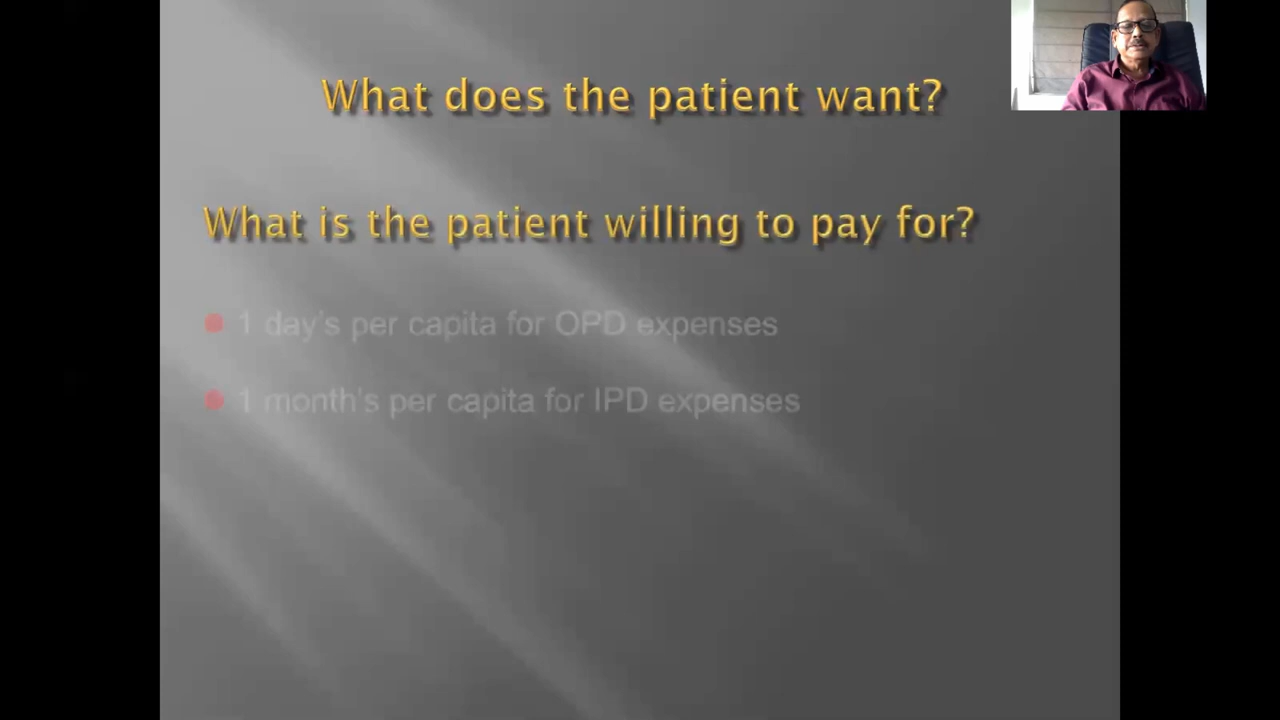 What does the patient want?
What is the patient willing to pay for?
1 day's per capita for OPD expenses
1 month's per capita for IPD expenses